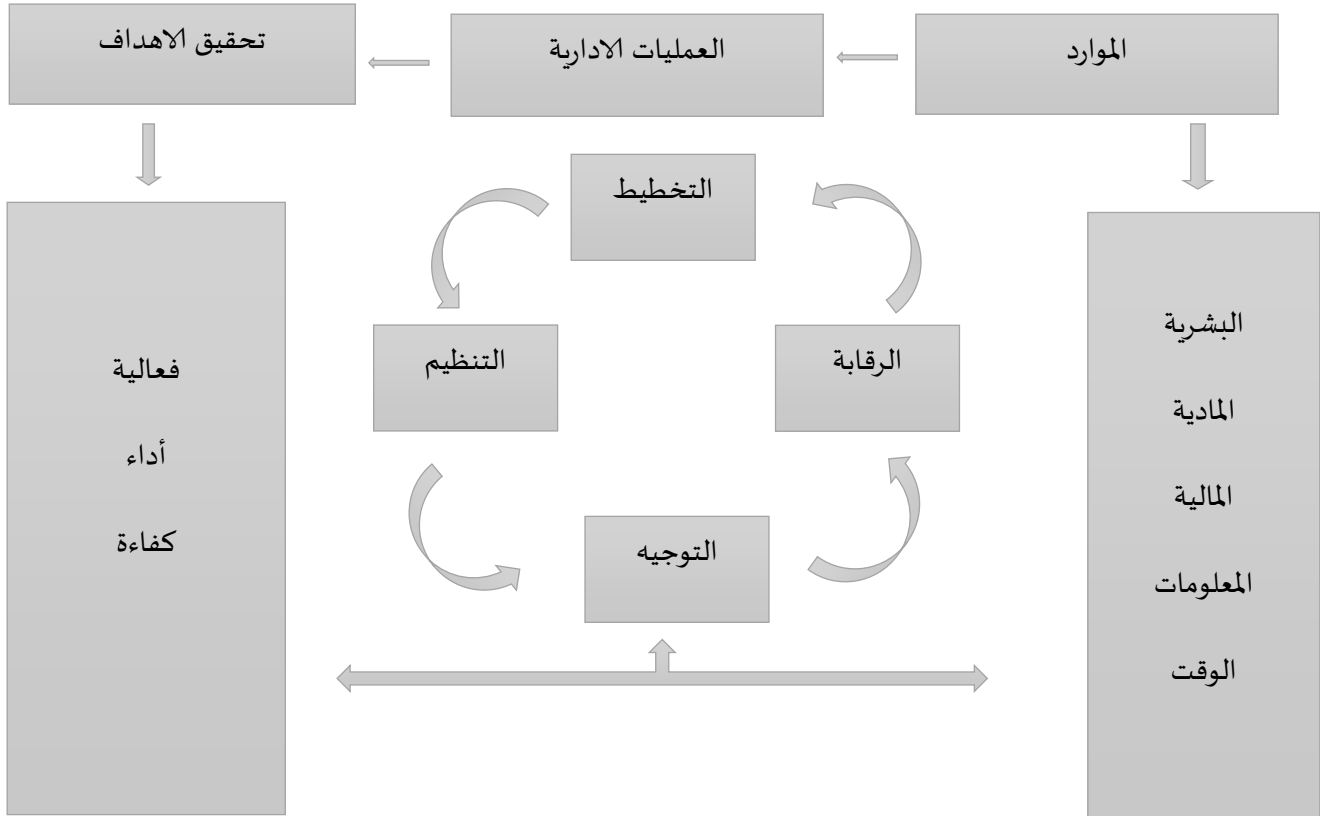 الموارد
العمليات الادارية
تحقيق الاهداف
التخطيط
الرقابة
التنظيم
التوجيه
البشرية
المادية
المالية
المعلومات
الوقت
فعالية
أداء
كفاءة